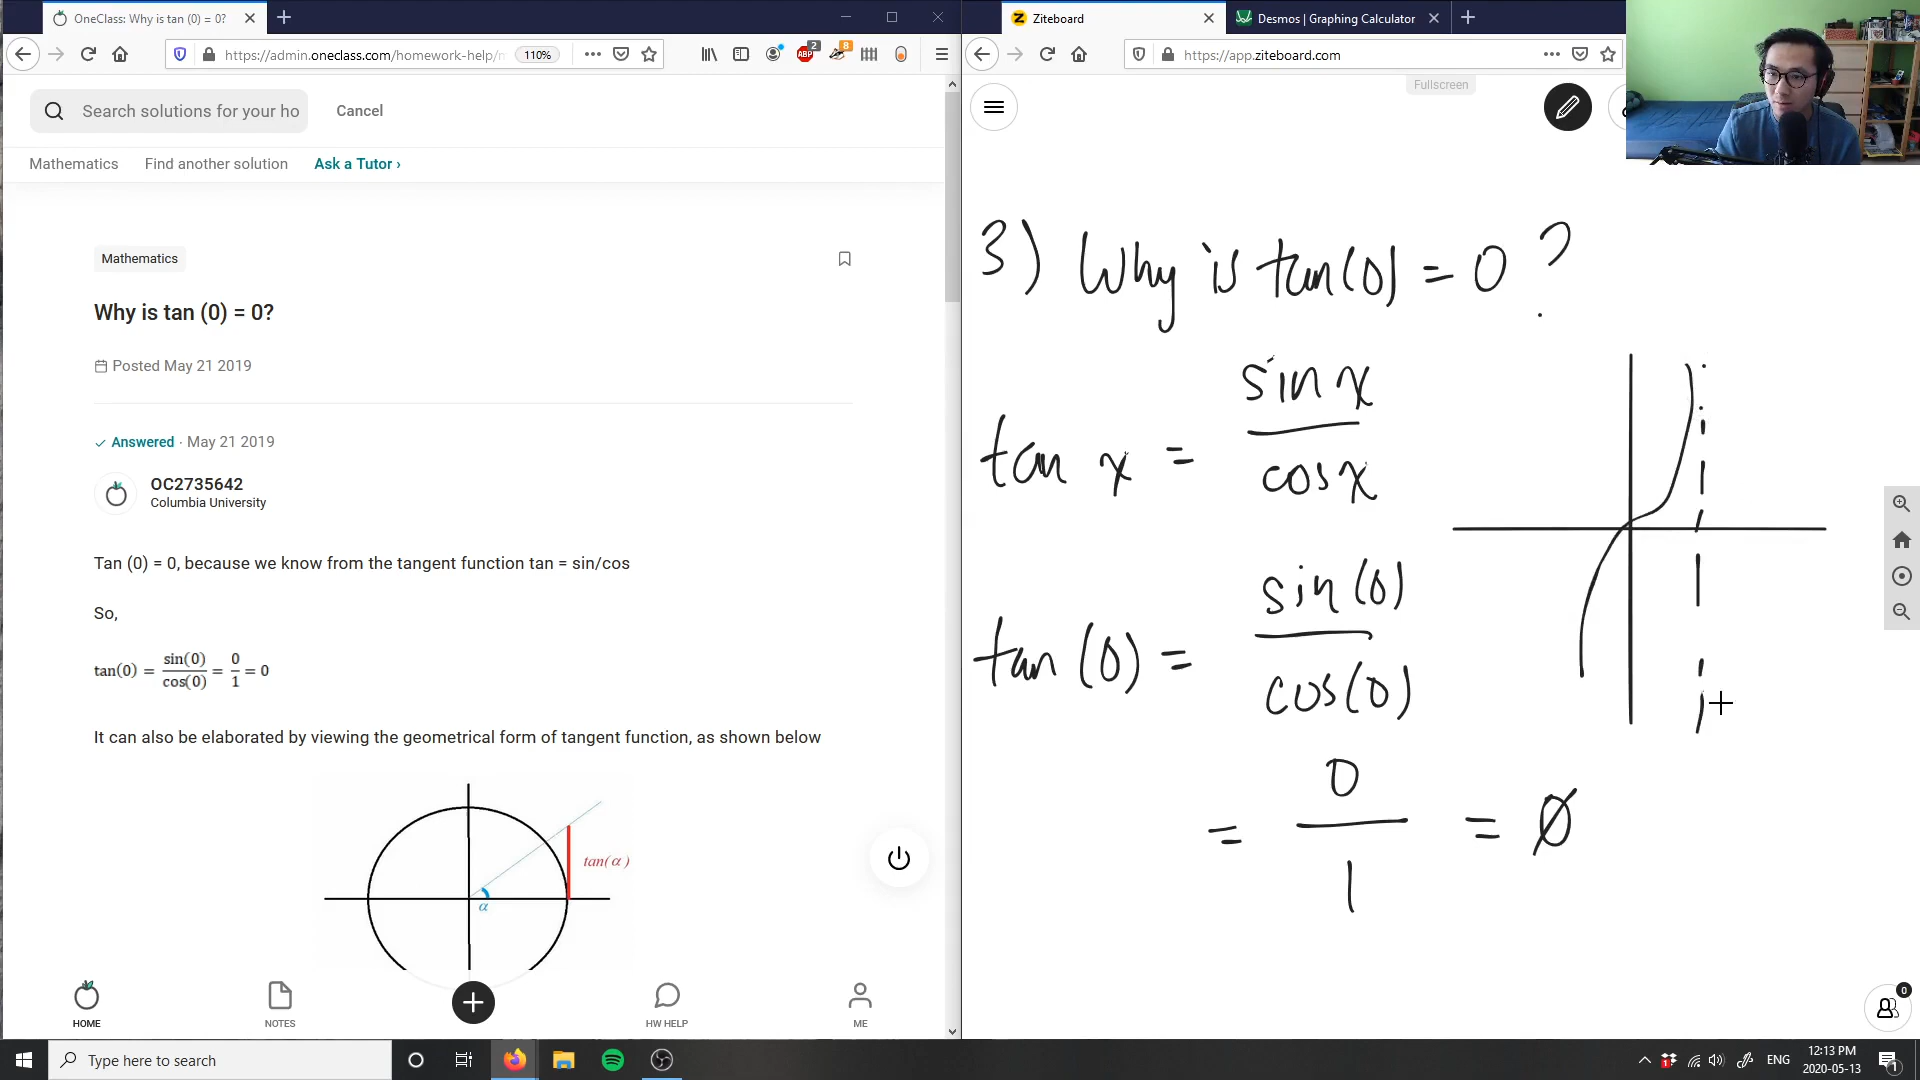 OneClass: Why is tan (0) = 0?
Ziteboard
Desmos | Graphing Calculator
https://admin.oneclass.com/homework-help/m
110%
ABP
2
8
https://app.ziteboard.com
Fullscreen
Search solutions for your ho
Cancel
Mathematics
Find another solution
Ask a Tutor ›
Mathematics
Why is tan (0) = 0?
Posted May 21 2019
Answered · May 21 2019
OC2735642
Columbia University
Tan (0) = 0, because we know from the tangent function tan = sin/cos
So,
tan(0) = sin(0)/cos(0) = 0/1 = 0
It can also be elaborated by viewing the geometrical form of tangent function, as shown below
tan(α)
α
HOME
NOTES
HW HELP
ME
3) Why is tan(0) = 0 ?
tan x = sin x / cos x
tan (0) = sin (0) / cos(0)
= 0 / 1 = 0
0
Type here to search
ENG
12:13 PM
2020-05-13
1